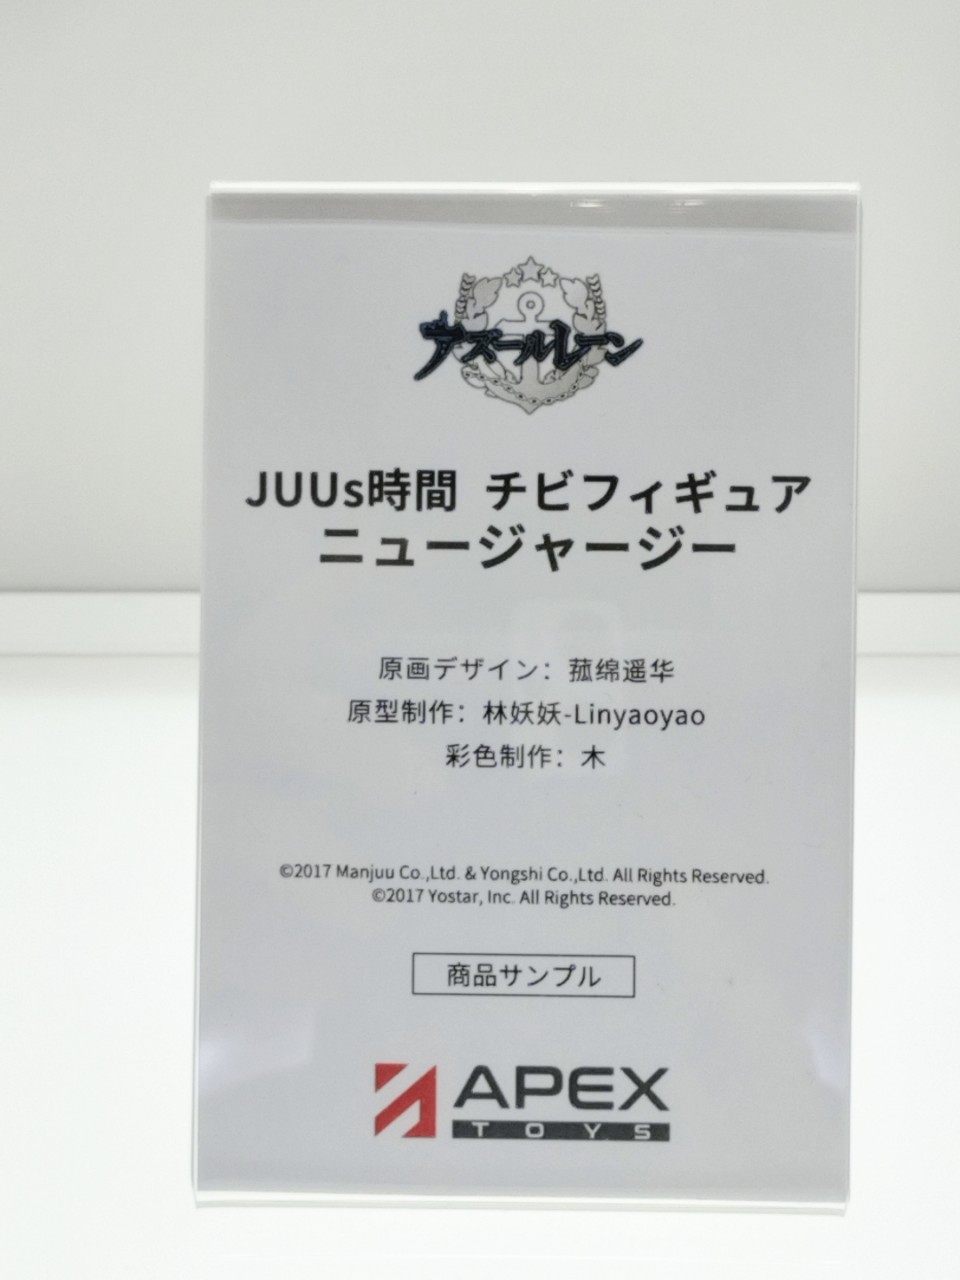 アズールレーン
JUUs時間 チビフィギュア
ニュージャージー
原画デザイン：菰绵遥华
原型制作：林妖妖-Linyaoyao
彩色制作：木
©2017 Manjuu Co.,Ltd. & Yongshi Co.,Ltd. All Rights Reserved.
©2017 Yostar, Inc. All Rights Reserved.
商品サンプル
APEX
TOYS